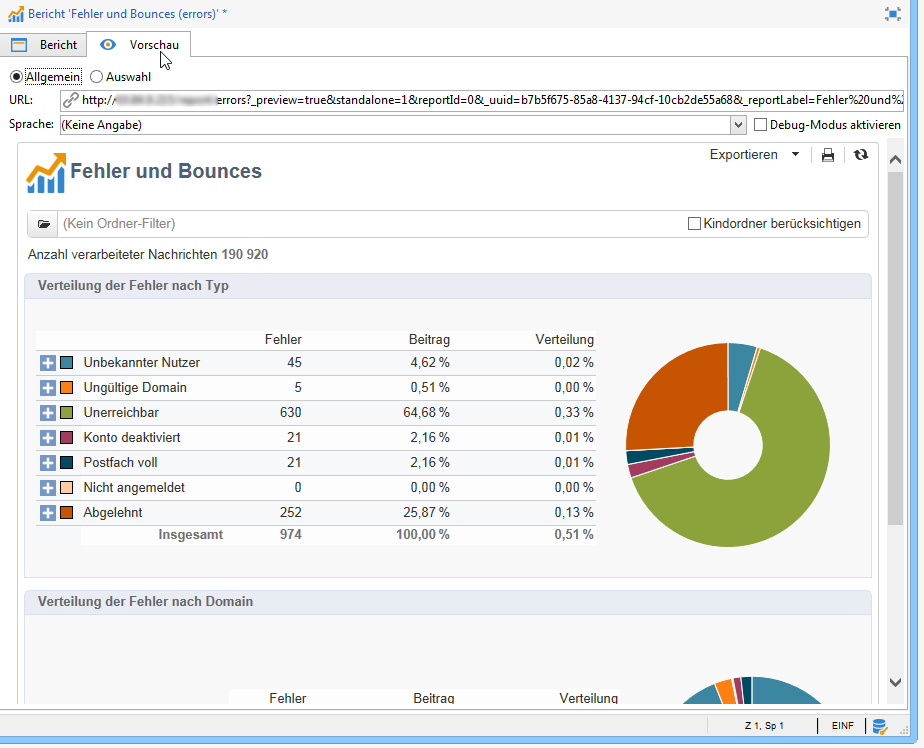 Bericht 'Fehler und Bounces (errors)' *
Bericht Vorschau
Allgemein Auswahl
URL: http:// errors?_preview=true&standalone=1&reportId=0&_uuid=b7b5f675-85a8-4137-94cf-10cb2de55a68&_reportLabel=Fehler%20und%
Sprache: (Keine Angabe) Debug-Modus aktivieren
Exportieren
Fehler und Bounces
(Kein Ordner-Filter) Kindordner berücksichtigen
Anzahl verarbeiteter Nachrichten 190 920
Verteilung der Fehler nach Typ
Fehler Beitrag Verteilung
Unbekannter Nutzer 45 4,62 % 0,02 %
Ungültige Domain 5 0,51 % 0,00 %
Unerreichbar 630 64,68 % 0,33 %
Konto deaktiviert 21 2,16 % 0,01 %
Postfach voll 21 2,16 % 0,01 %
Nicht angemeldet 0 0,00 % 0,00 %
Abgelehnt 252 25,87 % 0,13 %
Insgesamt 974 100,00 % 0,51 %
Verteilung der Fehler nach Domain
Fehler Beitrag Verteilung
Z 1, Sp 1 EINF